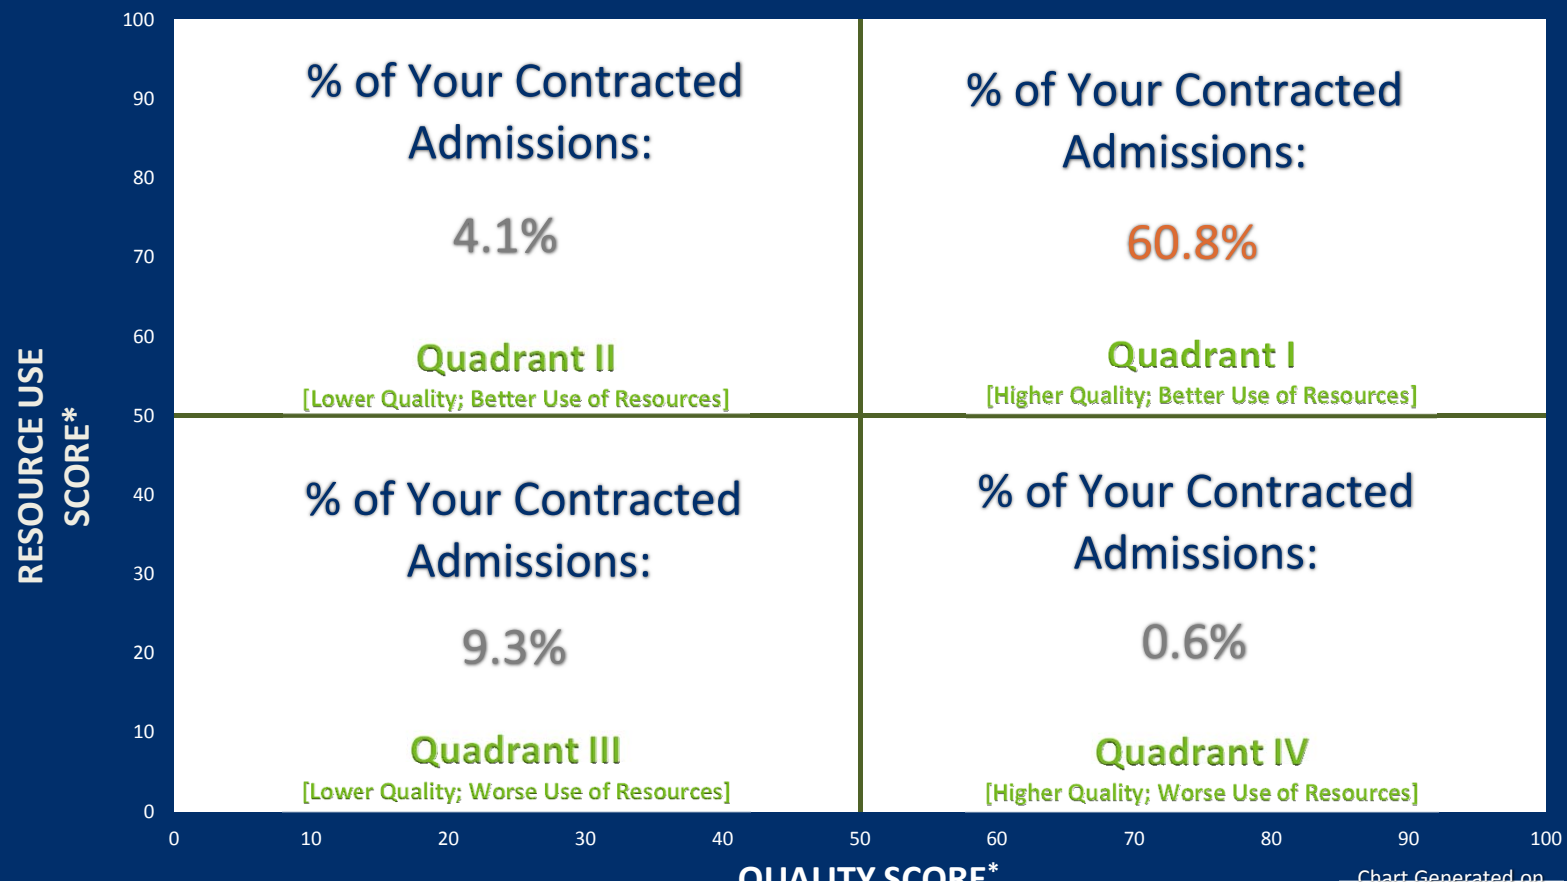 100
90
80
70
60
50
40
30
20
10
0
RESOURCE USE
SCORE*
% of Your Contracted
Admissions:
4.1%
Quadrant II
[Lower Quality; Better Use of Resources]
% of Your Contracted
Admissions:
60.8%
Quadrant I
[Higher Quality; Better Use of Resources]
% of Your Contracted
Admissions:
9.3%
Quadrant III
[Lower Quality; Worse Use of Resources]
% of Your Contracted
Admissions:
0.6%
Quadrant IV
[Higher Quality; Worse Use of Resources]
0 10 20 30 40 50 60 70 80 90 100
QUALITY SCORE*
Chart Generated on